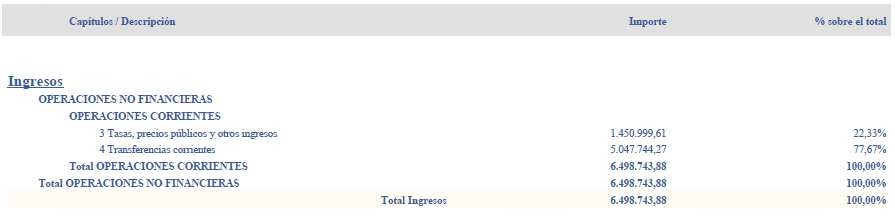 Capítulos / Descripción Importe % sobre el total
Ingresos
OPERACIONES NO FINANCIERAS
OPERACIONES CORRIENTES
3 Tasas, precios públicos y otros ingresos 1.450.999,61 22,33%
4 Transferencias corrientes 5.047.744,27 77,67%
Total OPERACIONES CORRIENTES 6.498.743,88 100,00%
Total OPERACIONES NO FINANCIERAS 6.498.743,88 100,00%
Total Ingresos 6.498.743,88 100,00%